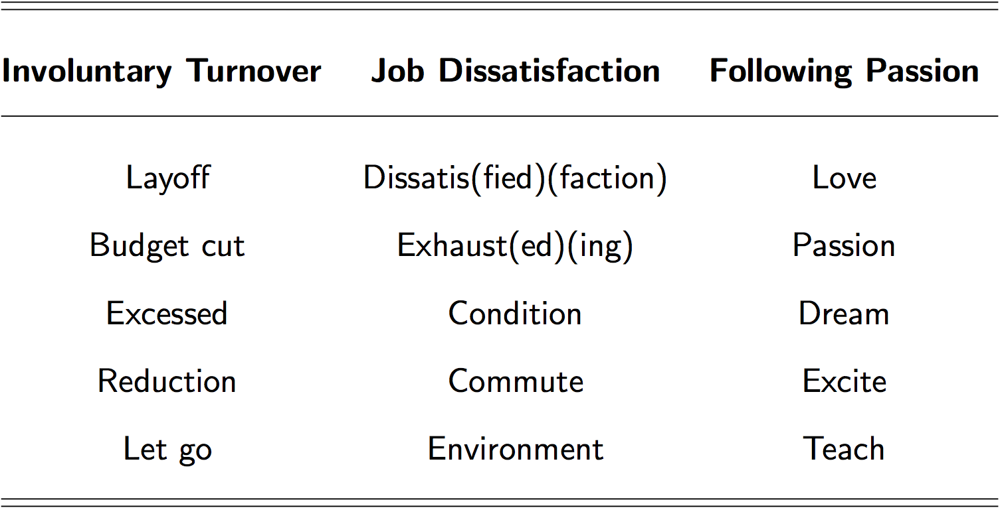 Involuntary Turnover Job Dissatisfaction Following Passion
Layoff Dissatis(fied)(faction) Love
Budget cut Exhaust(ed)(ing) Passion
Excessed Condition Dream
Reduction Commute Excite
Let go Environment Teach